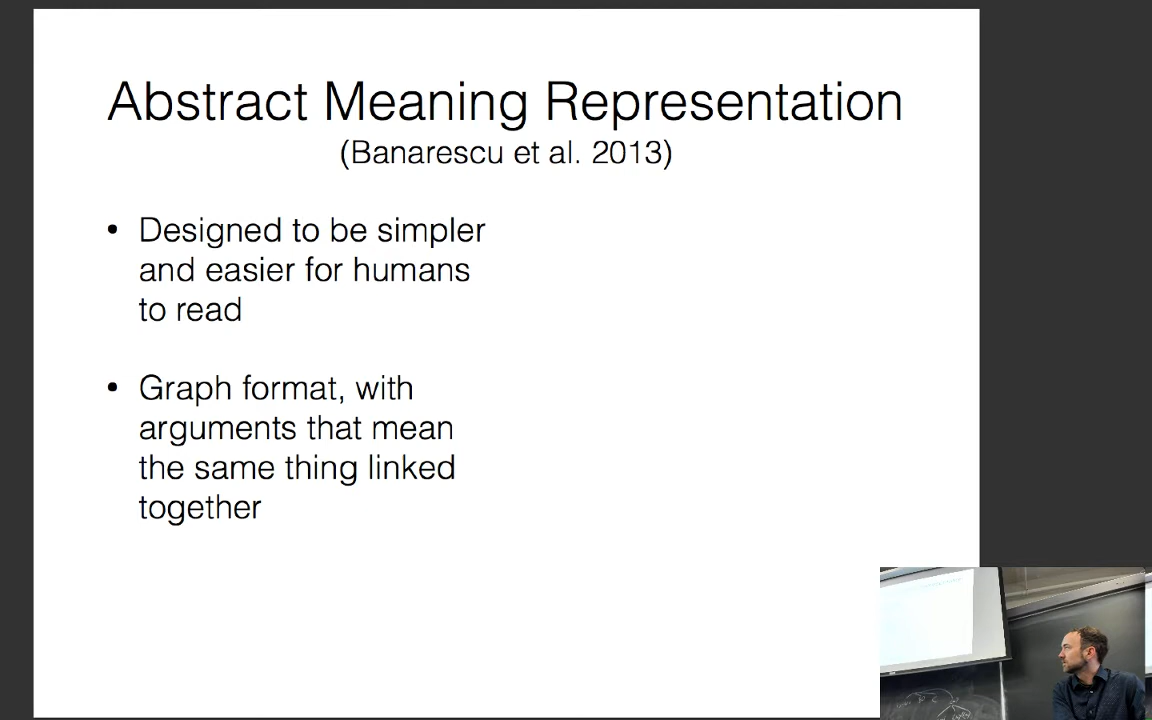 Abstract Meaning Representation
(Banarescu et al. 2013)
• Designed to be simpler
and easier for humans
to read
• Graph format, with
arguments that mean
the same thing linked
together